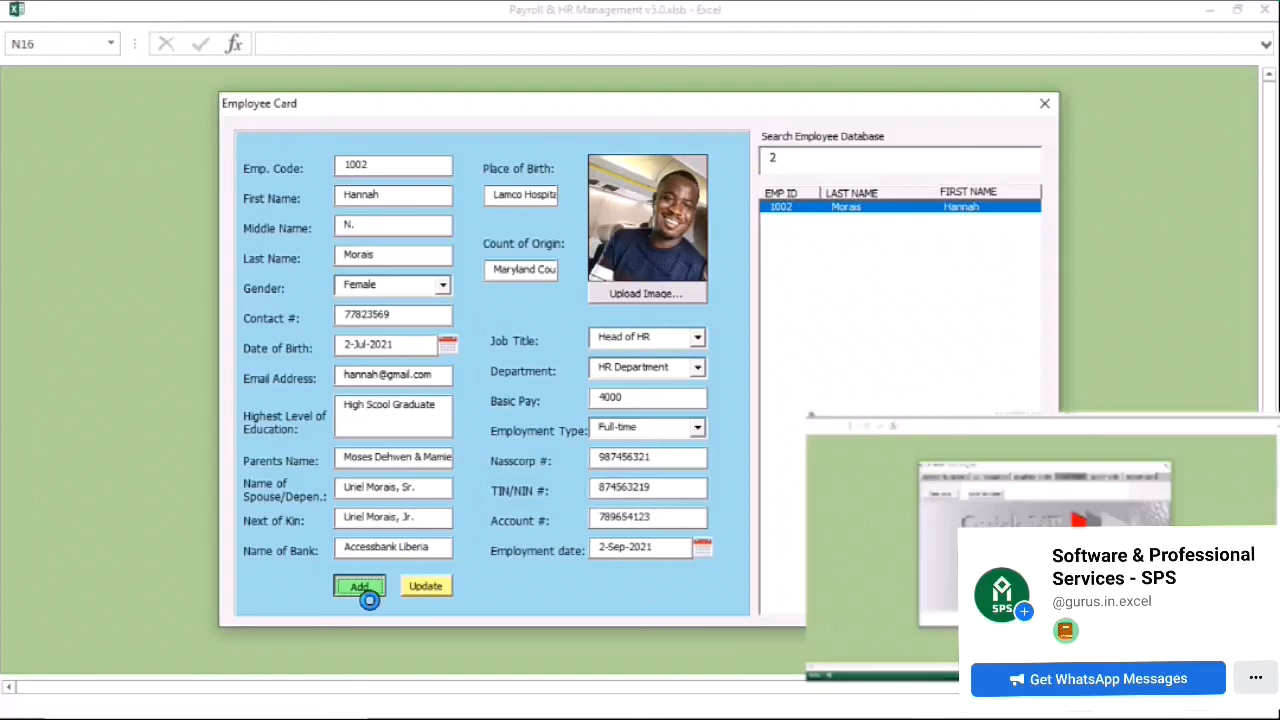 Payroll & HR Management v5.0.xlsb - Excel
N16
fx
Employee Card
Emp. Code:
1002
First Name:
Hannah
Middle Name:
N.
Last Name:
Morais
Gender:
Female
Contact #:
77823569
Date of Birth:
2-Jul-2021
Email Address:
hannah@gmail.com
Highest Level of
Education:
High Scool Graduate
Parents Name:
Moses Dehwen & Mamie
Name of
Spouse/Depen.:
Uriel Morais, Sr.
Next of Kin:
Uriel Morais, Jr.
Name of Bank:
Accessbank Liberia
Add
Update
Place of Birth:
Lamco Hospita
Count of Origin:
Maryland Cou
Upload Image...
Job Title:
Head of HR
Department:
HR Department
Basic Pay:
4000
Employment Type:
Full-time
Nasscorp #:
987456321
TIN/NIN #:
874563219
Account #:
789654123
Employment date:
2-Sep-2021
Search Employee Database
2
EMP ID LAST NAME FIRST NAME
1002 Morais Hannah
Software & Professional
Services - SPS
@gurus.in.excel
SPS
Get WhatsApp Messages